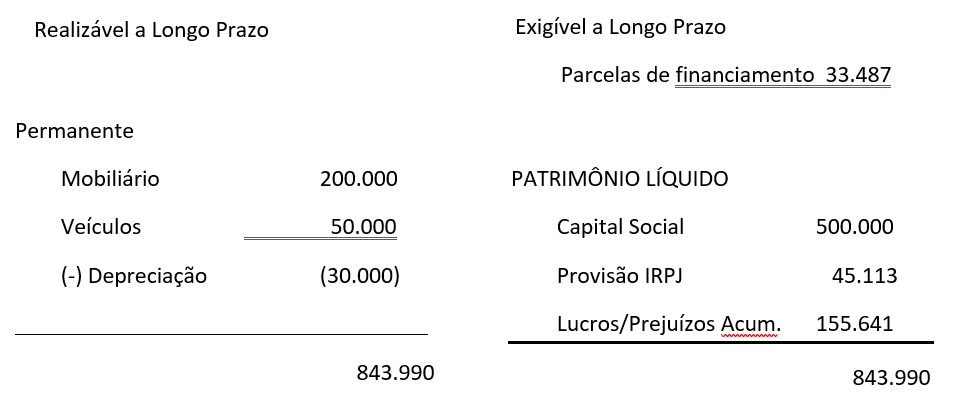 Realizável a Longo Prazo
Permanente
Mobiliário 200.000
Veículos 50.000
(-) Depreciação (30.000)
843.990
Exigível a Longo Prazo
Parcelas de financiamento 33.487
PATRIMÔNIO LÍQUIDO
Capital Social 500.000
Provisão IRPJ 45.113
Lucros/Prejuízos Acum. 155.641
843.990